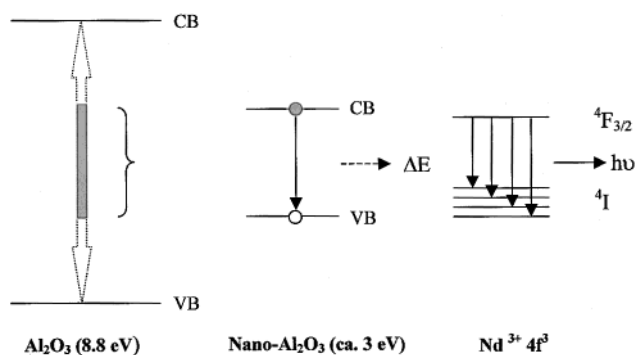 CB
VB
Al₂O₃ (8.8 eV)
CB
VB
ΔE
Nano-Al₂O₃ (ca. 3 eV)
⁴F₃/₂
hυ
⁴I
Nd ³⁺ 4f³